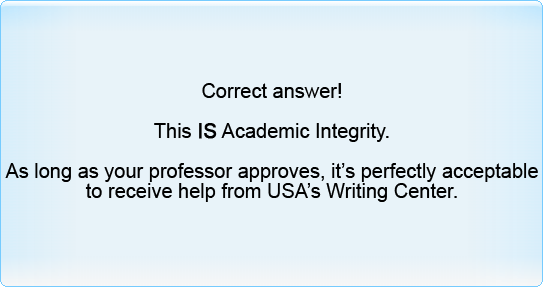 Correct answer!
This IS Academic Integrity.
As long as your professor approves, it’s perfectly acceptable
to receive help from USA’s Writing Center.